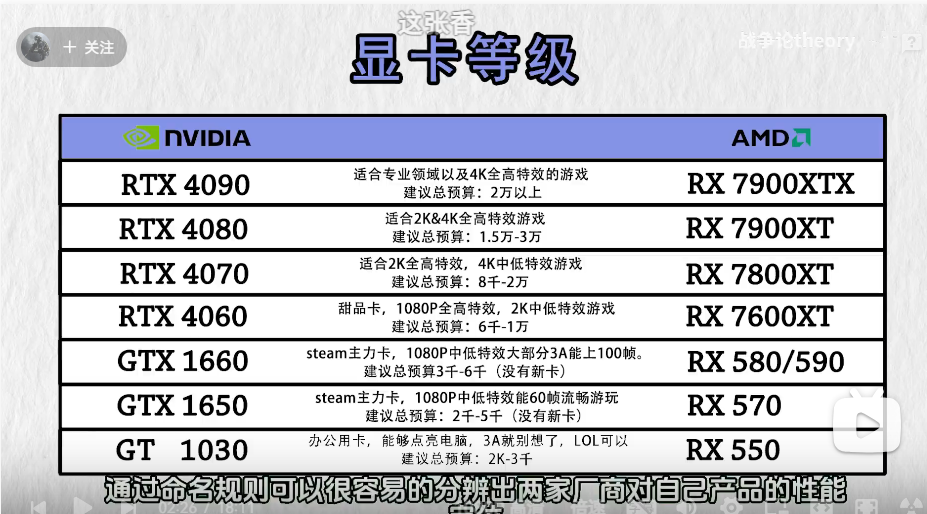 这张香
+ 关注
战争论theory
?
显卡等级
NVIDIA
AMD
RTX 4090
适合专业领域以及4K全高特效的游戏
建议总预算：2万以上
RX 7900XTX
RTX 4080
适合2K&4K全高特效游戏
建议总预算：1.5万-3万
RX 7900XT
RTX 4070
适合2K全高特效，4K中低特效游戏
建议总预算：8千-2万
RX 7800XT
RTX 4060
甜品卡，1080P全高特效，2K中低特效游戏
建议总预算：6千-1万
RX 7600XT
GTX 1660
steam主力卡，1080P中低特效大部分3A能上100帧。
建议总预算3千-6千（没有新卡）
RX 580/590
GTX 1650
steam主力卡，1080P中低特效能60帧流畅游玩
建议总预算：2千-5千（没有新卡）
RX 570
GT 1030
办公用卡，能够点亮电脑，3A就别想了，LOL可以
建议总预算：2K-3千
RX 550
通过命名规则可以很容易的分辨出两家厂商对自己产品的性能
02:26 / 18:11
倍速